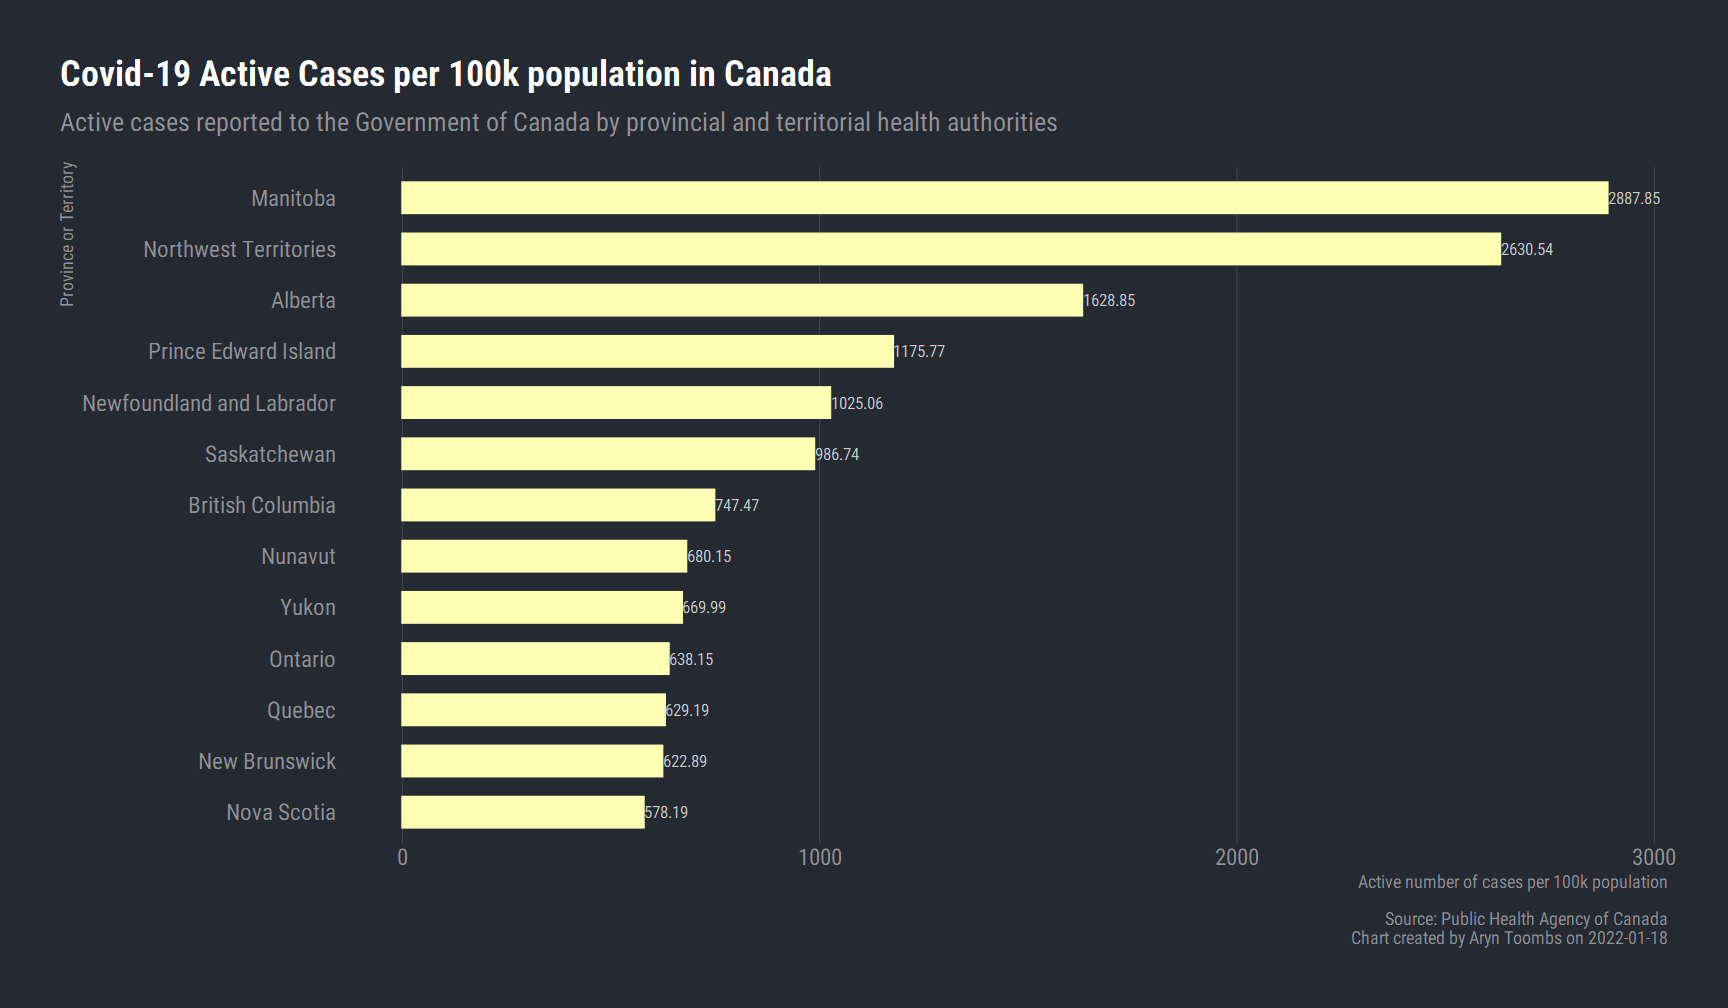 Covid-19 Active Cases per 100k population in Canada
Active cases reported to the Government of Canada by provincial and territorial health authorities
Province or Territory
Manitoba 2887.85
Northwest Territories 2630.54
Alberta 1628.85
Prince Edward Island 1175.77
Newfoundland and Labrador 1025.06
Saskatchewan 986.74
British Columbia 747.47
Nunavut 680.15
Yukon 669.99
Ontario 638.15
Quebec 629.19
New Brunswick 622.89
Nova Scotia 578.19
0 1000 2000 3000
Active number of cases per 100k population
Source: Public Health Agency of Canada
Chart created by Aryn Toombs on 2022-01-18